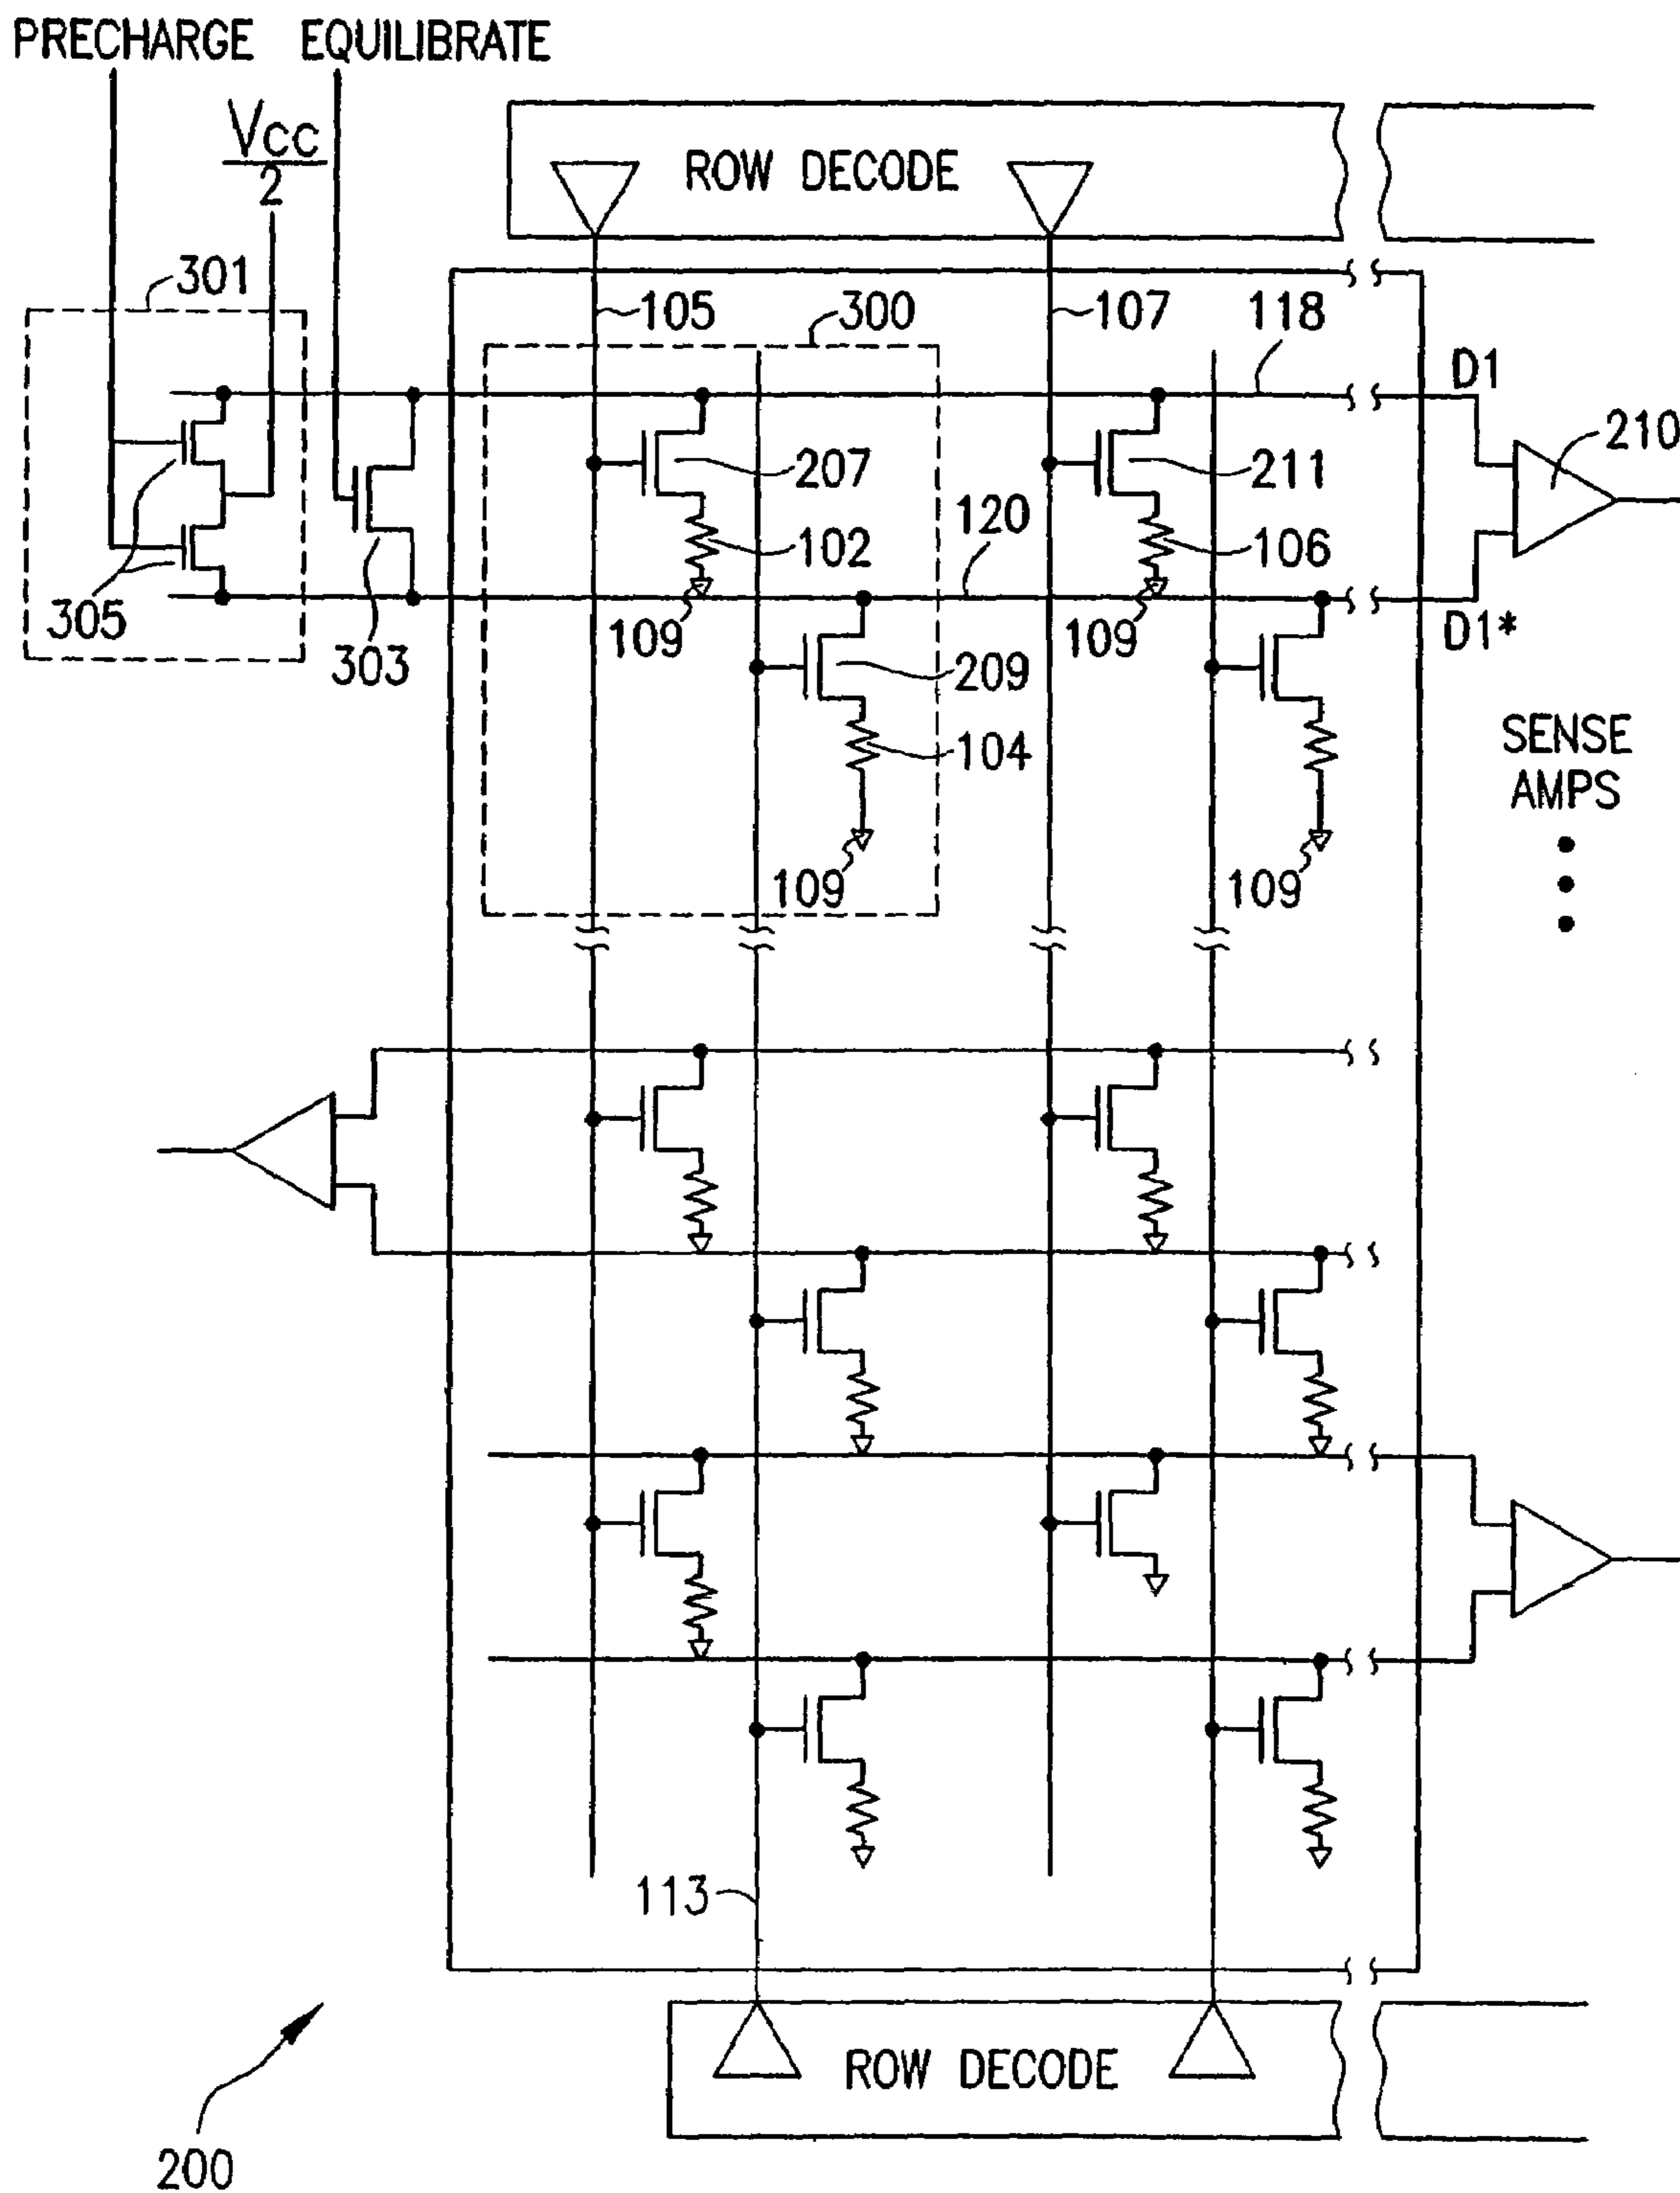 PRECHARGE EQUILIBRATE
Vcc
2
ROW DECODE
301
105
300
107
118
D1
210
207
211
120
102
106
305
303
109
109
D1*
209
104
SENSE
AMPS
109
109
113
ROW DECODE
200